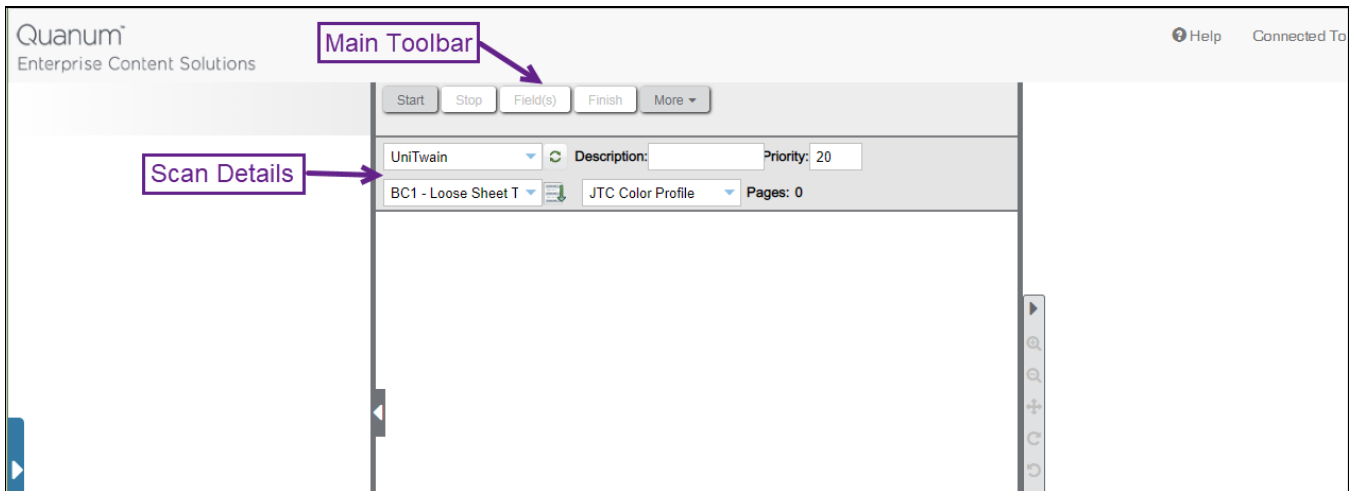 Quanum™
Enterprise Content Solutions
Main Toolbar
Help Connected To
Start Stop Field(s) Finish More
Scan Details
UniTwain Description: Priority: 20
BC1 - Loose Sheet T JTC Color Profile Pages: 0